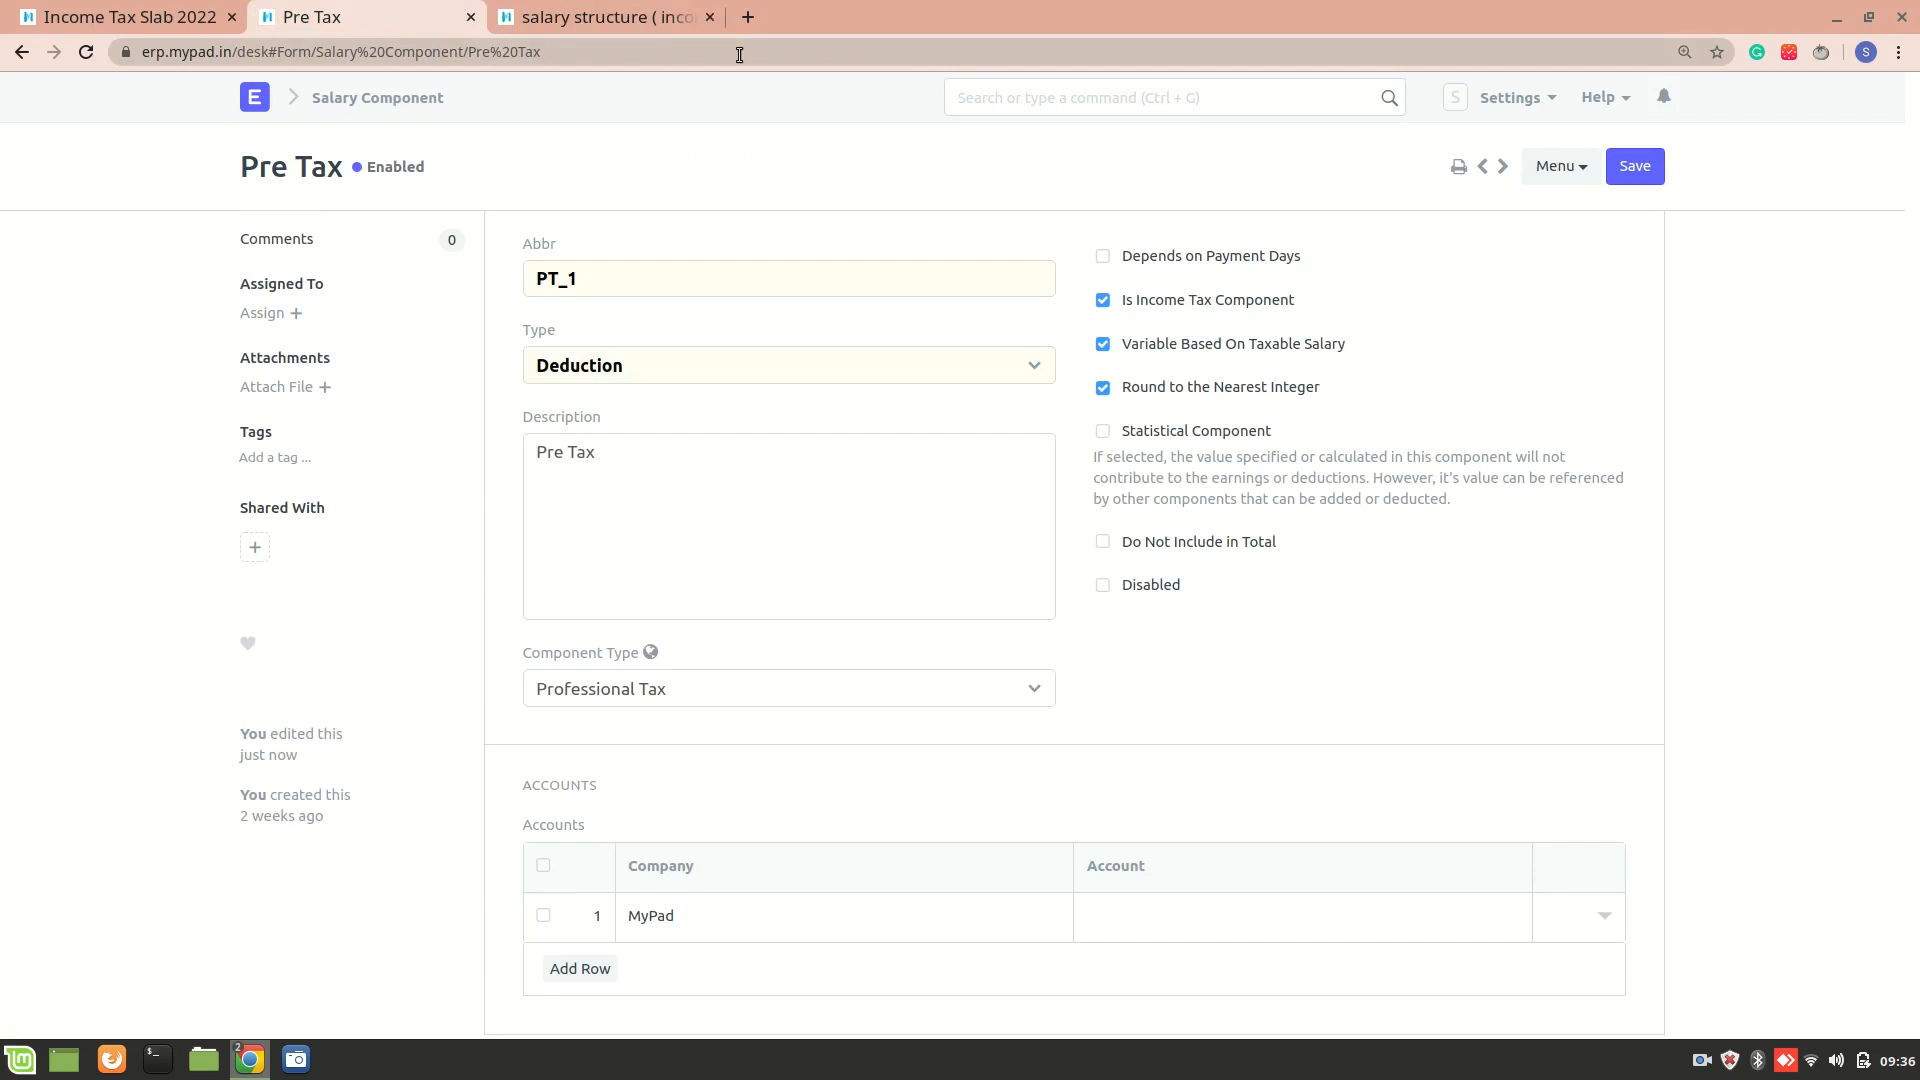 Income Tax Slab 2022
Pre Tax
salary structure ( inco
erp.mypad.in/desk#Form/Salary%20Component/Pre%20Tax
S
E
Salary Component
Search or type a command (Ctrl + G)
S
Settings
Help
Pre Tax
Enabled
Menu
Save
Comments
0
Assigned To
Assign +
Attachments
Attach File +
Tags
Add a tag ...
Shared With
+
You edited this
just now
You created this
2 weeks ago
Abbr
PT_1
Type
Deduction
Description
Pre Tax
Component Type
Professional Tax
Depends on Payment Days
Is Income Tax Component
Variable Based On Taxable Salary
Round to the Nearest Integer
Statistical Component
If selected, the value specified or calculated in this component will not
contribute to the earnings or deductions. However, it's value can be referenced
by other components that can be added or deducted.
Do Not Include in Total
Disabled
ACCOUNTS
Accounts
Company
Account
1
MyPad
Add Row
2
09:36